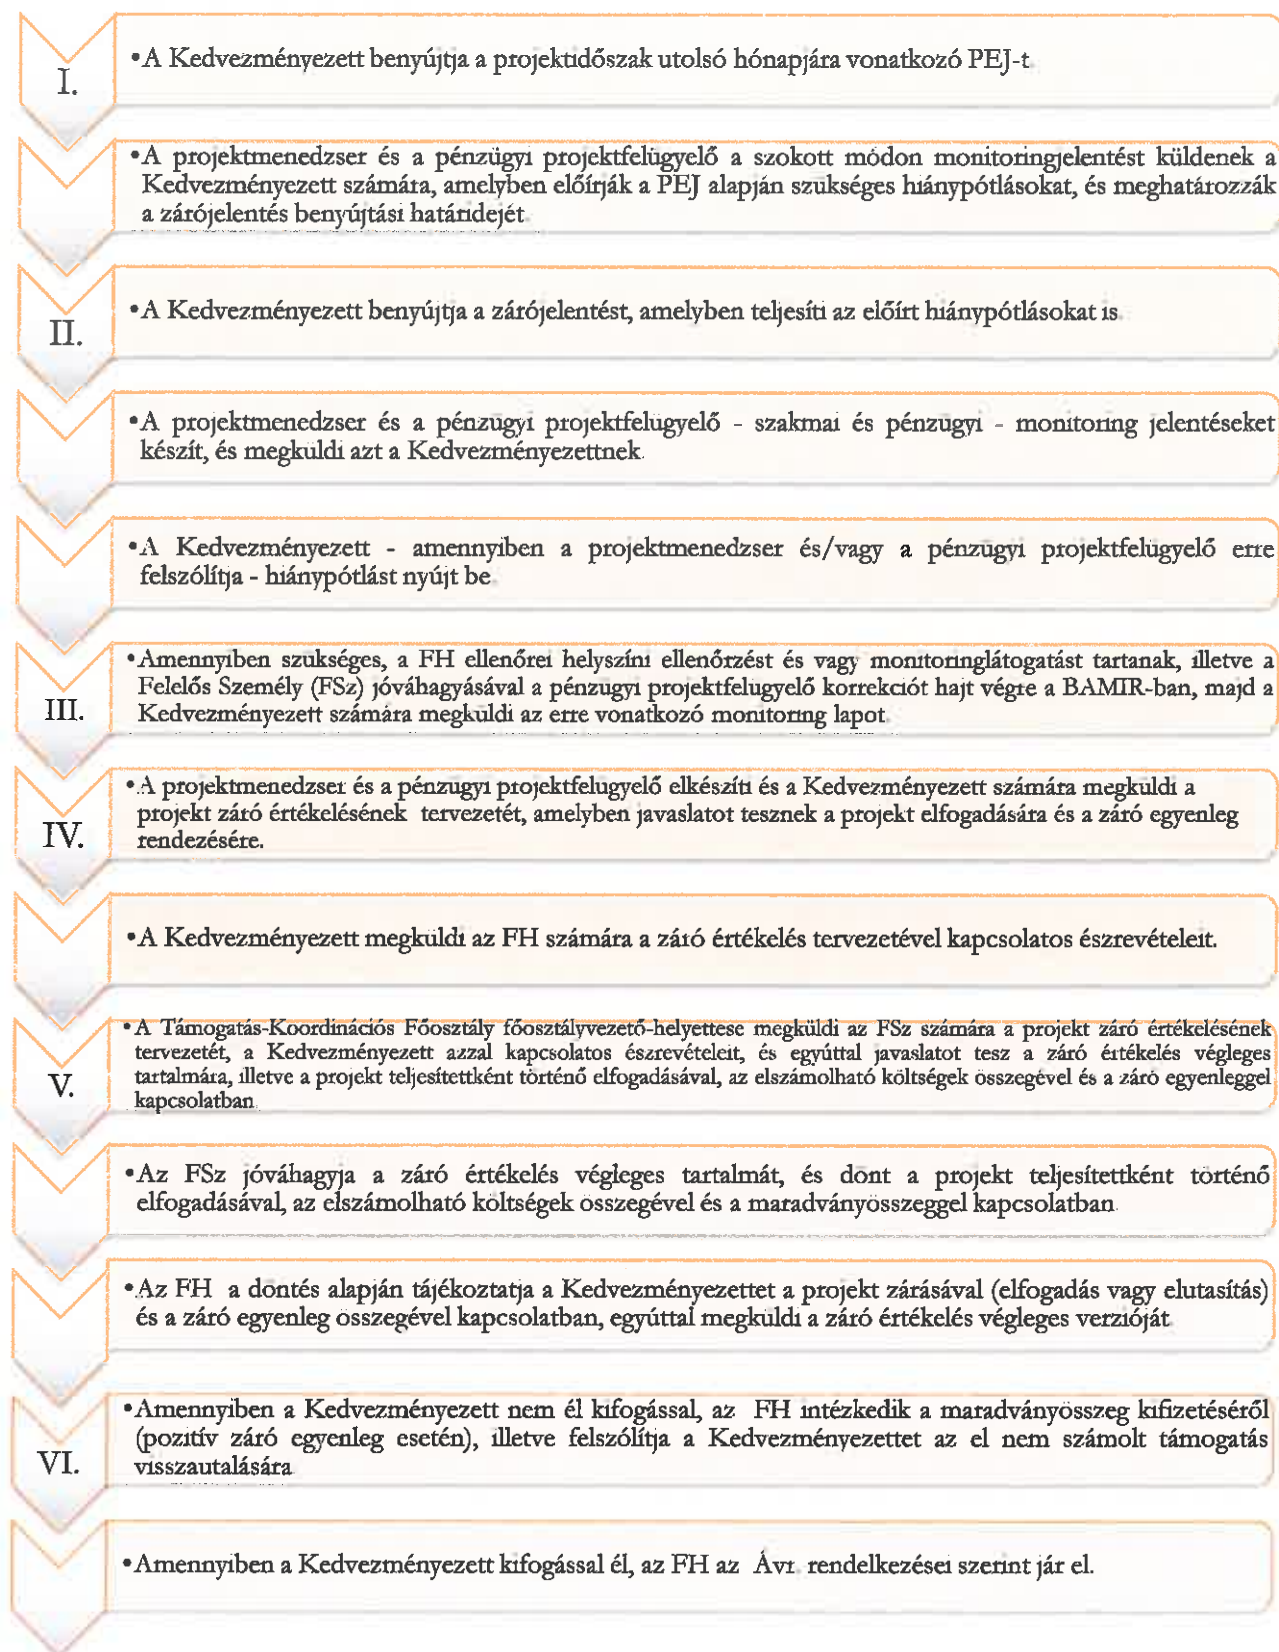 I.
•A Kedvezményezett benyújtja a projektidőszak utolsó hónapjára vonatkozó PEJ-t.
•A projektmenedzser és a pénzügyi projektfelügyelő a szokott módon monitoringjelentést küldenek a
Kedvezményezett számára, amelyben előírják a PEJ alapján szükséges hiánypótlásokat, és meghatározzák
a zárójelentés benyújtási határidejét.
II.
•A Kedvezményezett benyújtja a zárójelentést, amelyben teljesíti az előírt hiánypótlásokat is.
•A projektmenedzser és a pénzügyi projektfelügyelő - szakmai és pénzügyi - monitoring jelentéseket
készít, és megküldi azt a Kedvezményezettnek.
•A Kedvezményezett - amennyiben a projektmenedzser és/vagy a pénzügyi projektfelügyelő erre
felszólítja - hiánypótlást nyújt be.
III.
•Amennyiben szükséges, a FH ellenőrei helyszíni ellenőrzést és vagy monitoringlátogatást tartanak, illetve a
Felelős Személy (FSz) jóváhagyásával a pénzügyi projektfelügyelő korrekciót hajt végre a BAMIR-ban, majd a
Kedvezményezett számára megküldi az erre vonatkozó monitoring lapot.
IV.
•A projektmenedzser és a pénzügyi projektfelügyelő elkészíti és a Kedvezményezett számára megküldi a
projekt záró értékelésének tervezetét, amelyben javaslatot tesznek a projekt elfogadására és a záró egyenleg
rendezésére.
•A Kedvezményezett megküldi az FH számára a záró értékelés tervezetével kapcsolatos észrevételeit.
V.
•A Támogatás-Koordinációs Főosztály főosztályvezető-helyettese megküldi az FSz számára a projekt záró értékelésének
tervezetét, a Kedvezményezett azzal kapcsolatos észrevételeit, és egyúttal javaslatot tesz a záró értékelés végleges
tartalmára, illetve a projekt teljesítettként történő elfogadásával, az elszámolható költségek összegével és a záró egyenleggel
kapcsolatban.
•Az FSz jóváhagyja a záró értékelés végleges tartalmát, és dönt a projekt teljesítettként történő
elfogadásával, az elszámolható költségek összegével és a maradványösszeggel kapcsolatban.
•Az FH a döntés alapján tájékoztatja a Kedvezményezettet a projekt zárásával (elfogadás vagy elutasítás)
és a záró egyenleg összegével kapcsolatban, egyúttal megküldi a záró értékelés végleges verzióját.
VI.
•Amennyiben a Kedvezményezett nem él kifogással, az FH intézkedik a maradványösszeg kifizetéséről
(pozitív záró egyenleg esetén), illetve felszólítja a Kedvezményezettet az el nem számolt támogatás
visszautalására.
•Amennyiben a Kedvezményezett kifogással él, az FH az Ávr. rendelkezései szerint jár el.